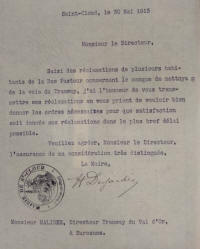 Saint-Cloud, le 30 Mai 1913
Monsieur le Directeur,
Saisi des réclamations de plusieurs habi-
tants de la Rue Pasteur concernant le manque de nettoyage
de la voie du Tramway, j'ai l'honneur de vous trans-
mettre ces réclamations en vous priant de vouloir bien
donner les ordres nécessaires pour que satisfaction
soit donnée aux réclamations dans le plus bref délai
possible.
Veuillez agréer, Monsieur le Directeur,
l'assurance de ma considération très distinguée.
Le Maire,
Monsieur Directeur Tramway du Val d'Or,
à Suresnes.